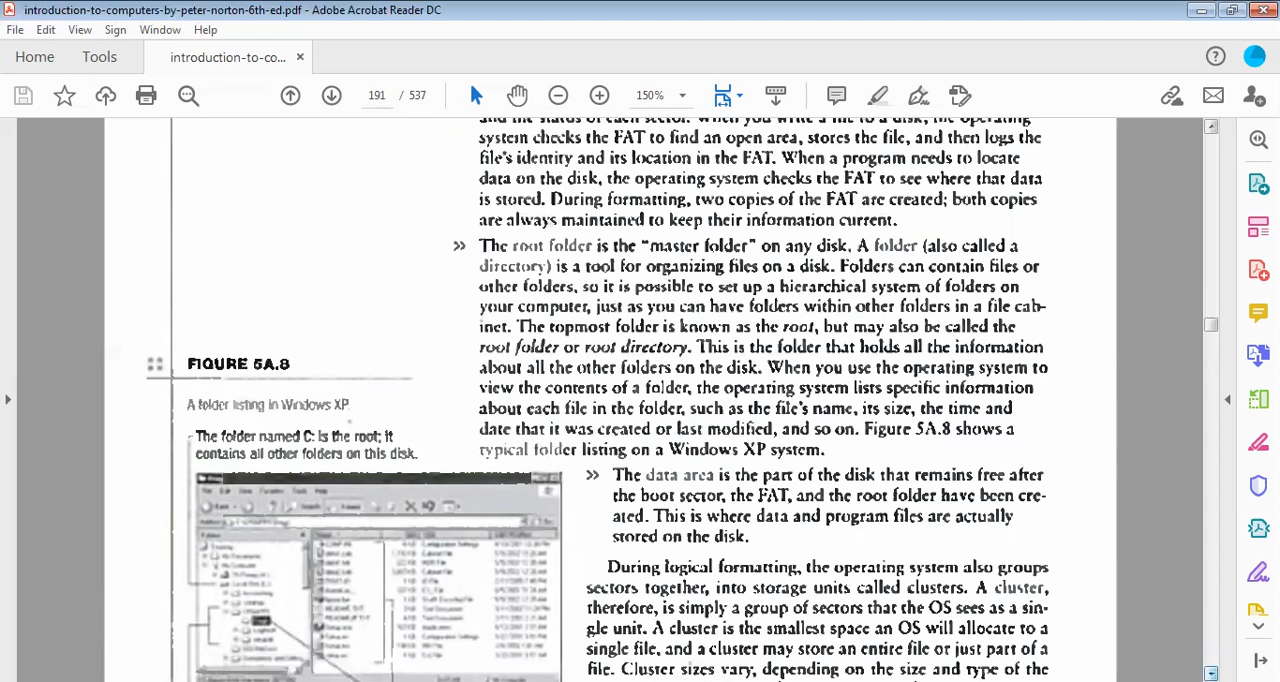 introduction-to-computers-by-peter-norton-6th-ed.pdf - Adobe Acrobat Reader DC
File Edit View Sign Window Help
Home Tools introduction-to-co... ×
191 / 537 150%
and the status of each sector. When you write a file to a disk, the operating
system checks the FAT to find an open area, stores the file, and then logs the
file's identity and its location in the FAT. When a program needs to locate
data on the disk, the operating system checks the FAT to see where that data
is stored. During formatting, two copies of the FAT are created; both copies
are always maintained to keep their information current.
» The root folder is the "master folder" on any disk. A folder (also called a
directory) is a tool for organizing files on a disk. Folders can contain files or
other folders, so it is possible to set up a hierarchical system of folders on
your computer, just as you can have folders within other folders in a file cab-
inet. The topmost folder is known as the root, but may also be called the
root folder or root directory. This is the folder that holds all the information
about all the other folders on the disk. When you use the operating system to
view the contents of a folder, the operating system lists specific information
about each file in the folder, such as the file's name, its size, the time and
date that it was created or last modified, and so on. Figure 5A.8 shows a
typical folder listing on a Windows XP system.
FIGURE 5A.8
A folder listing in Windows XP.
The folder named C: is the root; it
contains all other folders on this disk.
» The data area is the part of the disk that remains free after
the boot sector, the FAT, and the root folder have been cre-
ated. This is where data and program files are actually
stored on the disk.
During logical formatting, the operating system also groups
sectors together, into storage units called clusters. A cluster,
therefore, is simply a group of sectors that the OS sees as a sin-
gle unit. A cluster is the smallest space an OS will allocate to a
single file, and a cluster may store an entire file or just part of a
file. Cluster sizes vary, depending on the size and type of the